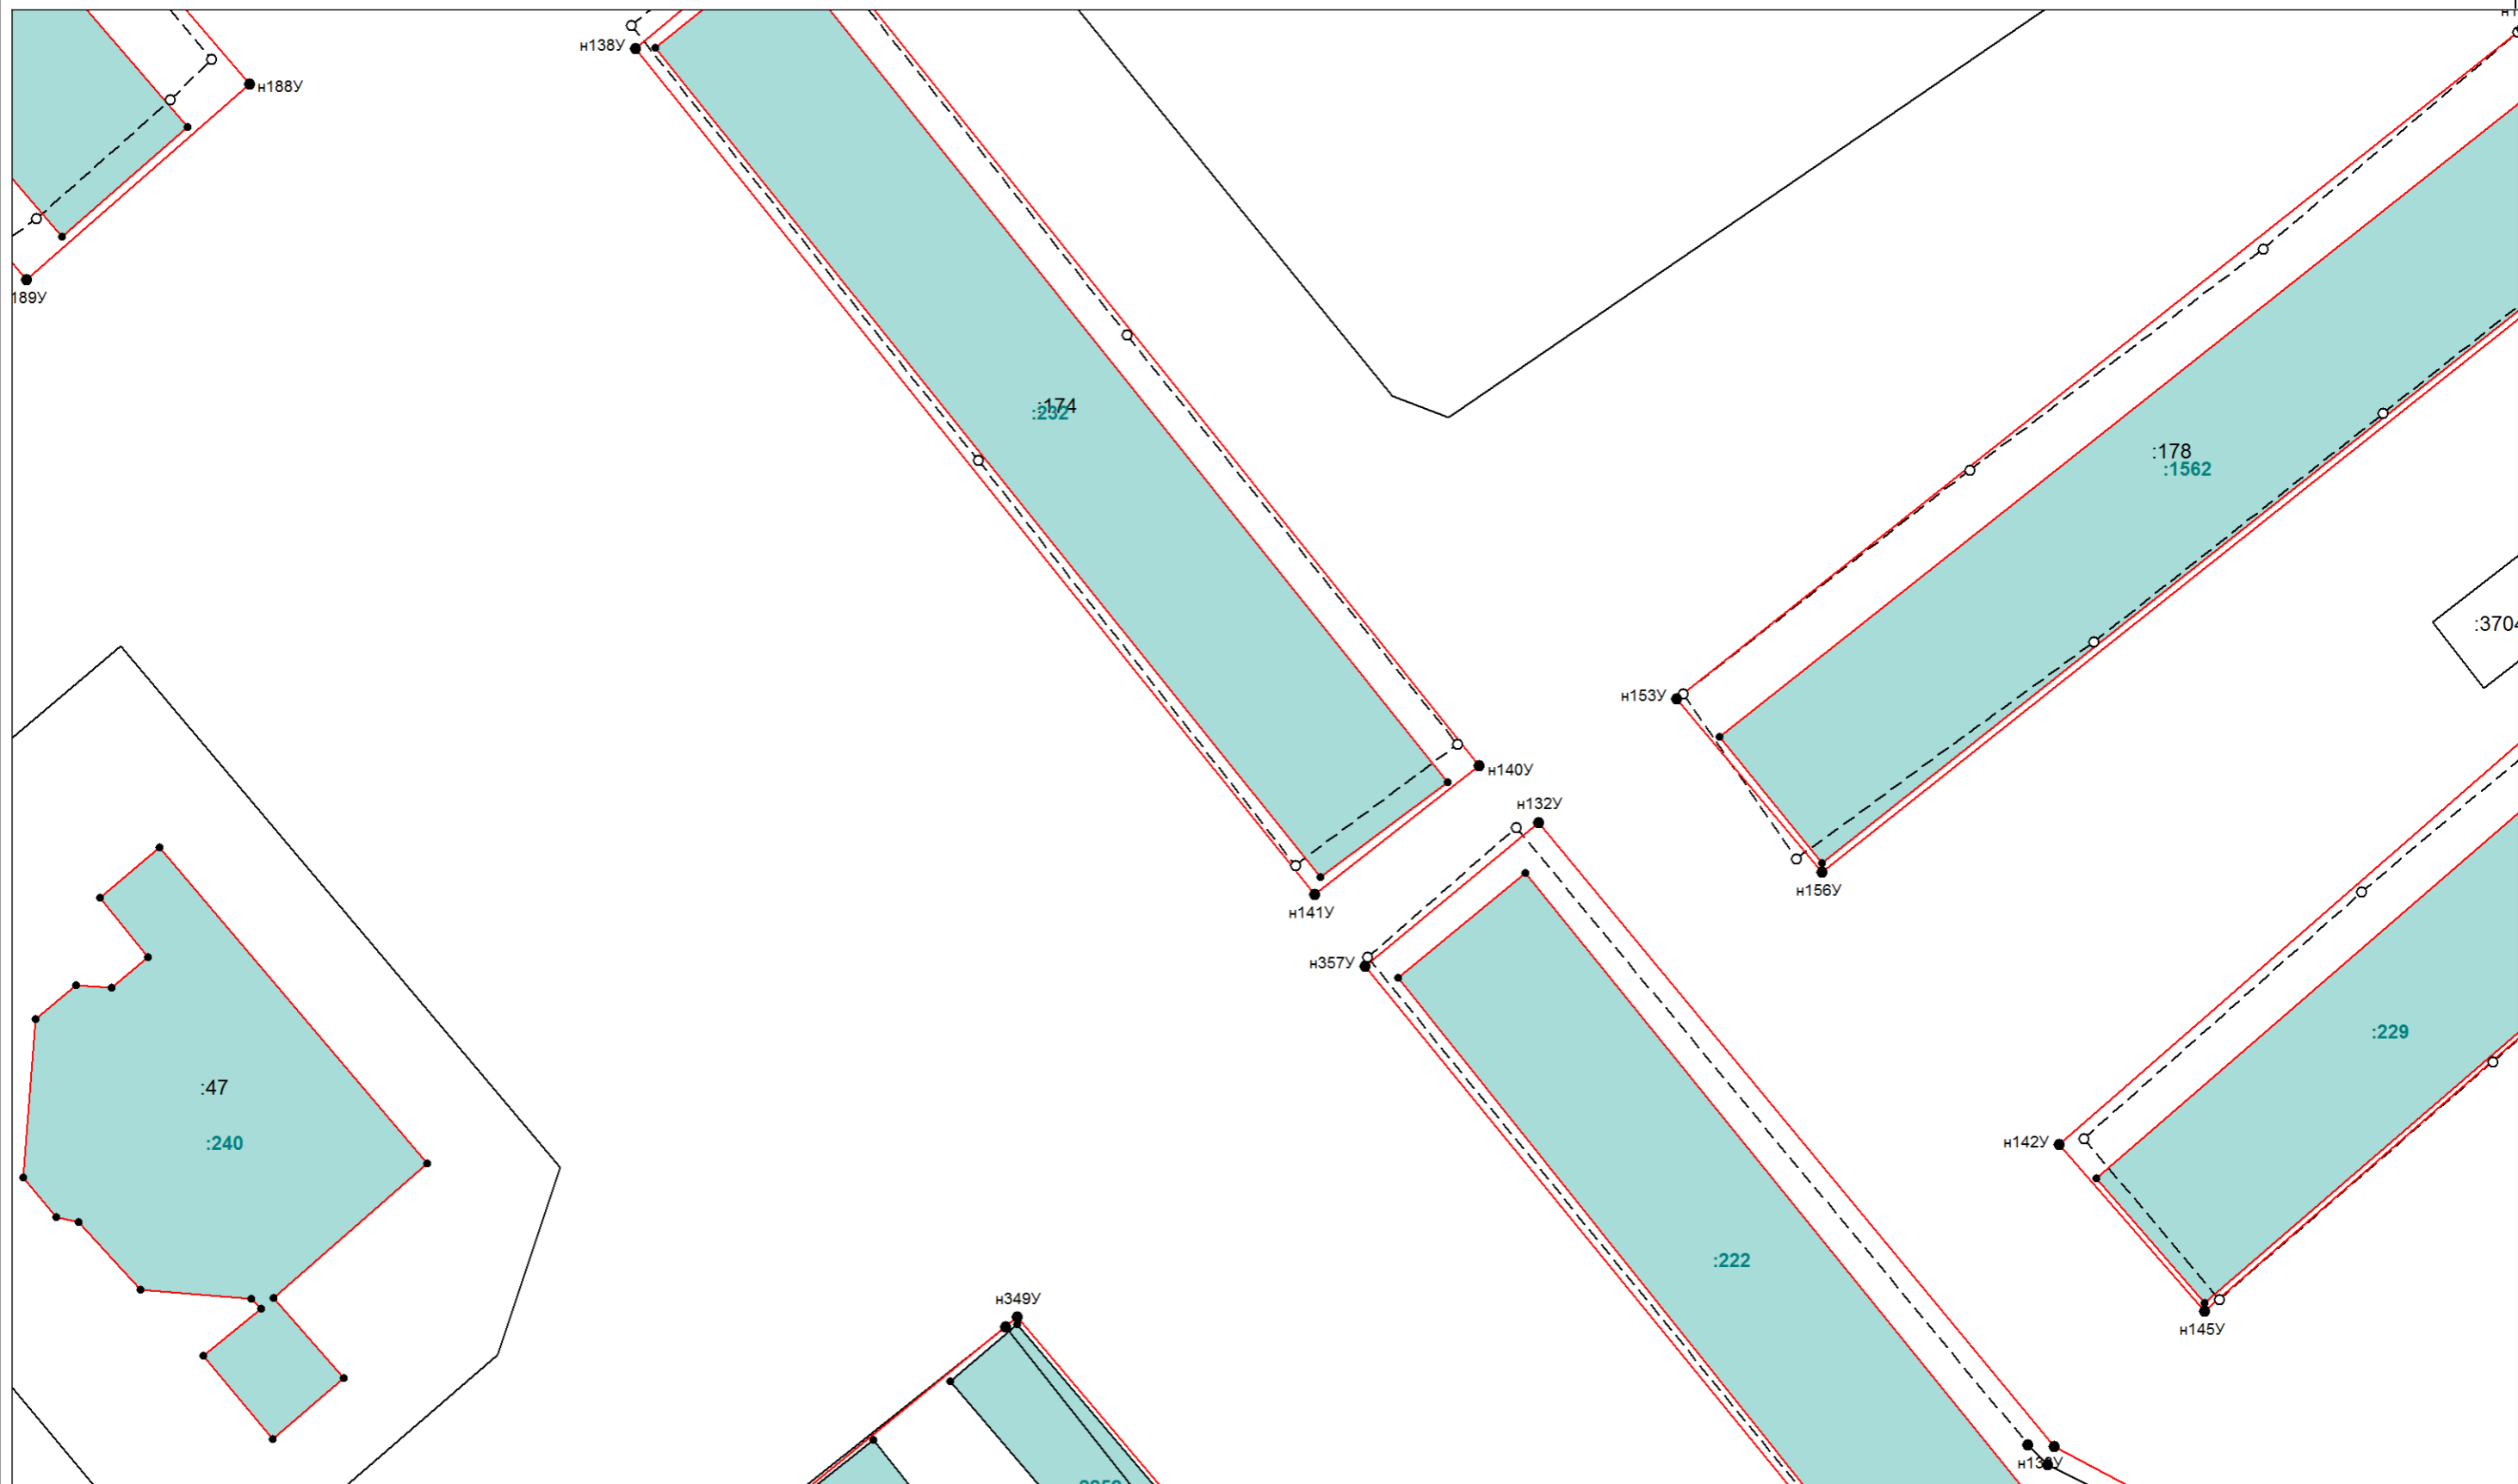 н138У
н188У
189У
:174
:232
:178
:1562
:3704
н153У
н140У
н132У
н156У
н141У
н357У
:229
:47
:240
н142У
:222
н349У
н145У